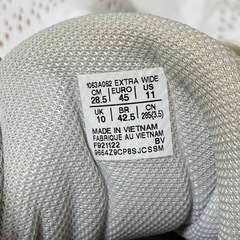 1063A062 EXTRA WIDE
CM EURO US
28.5 45 11
UK BR CN
10 42.5 285(3.5)
MADE IN VIETNAM
FABRIQUE AU VIETNAM
F921122 BV
9664Z9CP8SJCSSM